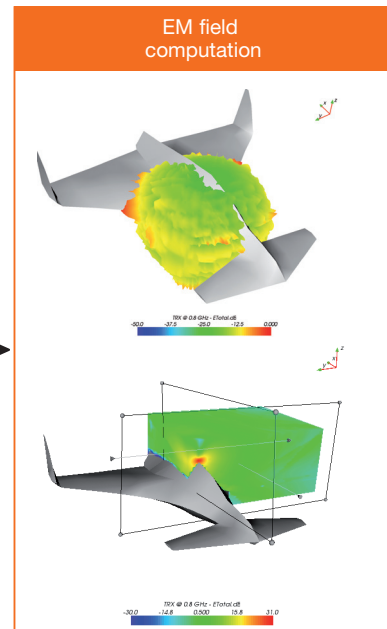 EM field
computation
z
x
y
TRX @ 0.8 GHz - ETotal.dB
-50.0 -37.5 -25.0 -12.5 0.000
z
x
y
TRX @ 0.8 GHz - ETotal.dB
-30.0 -14.8 0.500 15.8 31.0